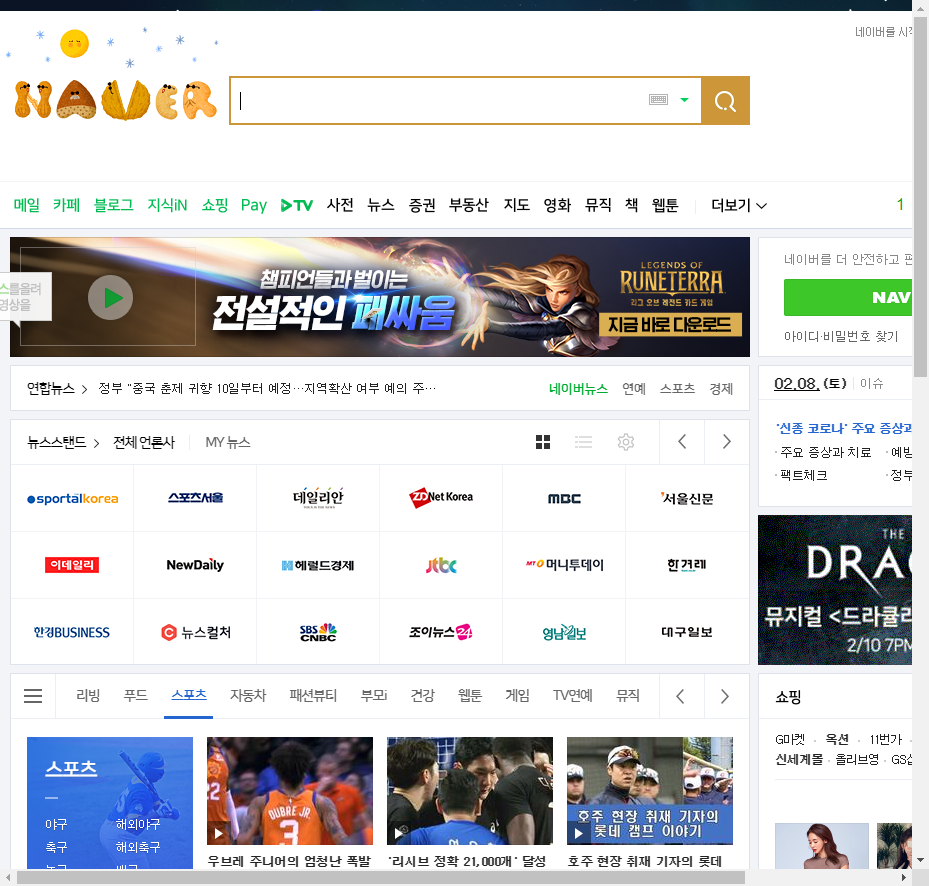 네이버를 시작
NAVER
메일 카페 블로그 지식iN 쇼핑 Pay TV 사전 뉴스 증권 부동산 지도 영화 뮤직 책 웹툰 더보기 1
스를올려
영상을
챔피언들과 벌이는
전설적인 패싸움
LEGENDS OF
RUNETERRA
리그 오브 레전드 카드 게임
지금 바로 다운로드
네이버를 더 안전하고 편
NAV
아이디·비밀번호 찾기
연합뉴스 > 정부 "중국 춘제 귀향 10일부터 예정…지역확산 여부 예의 주… 네이버뉴스 연예 스포츠 경제
02.08. (토) 이슈
'신종 코로나' 주요 증상과
· 주요 증상과 치료 · 예방
· 팩트체크 · 정부
뉴스스탠드 > 전체 언론사 MY 뉴스
sportalkorea 스포츠서울 데일리안 ZDNet Korea MBC 서울신문
이데일리 NewDaily 헤럴드경제 jtbc MT 머니투데이 한겨레
한경BUSINESS 뉴스컬처 SBS CNBC 조이뉴스24 영남일보 대구일보
THE
DRAC
뮤지컬 <드라큘라
2/10 7PM
리빙 푸드 스포츠 자동차 패션뷰티 부모i 건강 웹툰 게임 TV연예 뮤직
스포츠
야구 해외야구
축구 해외축구
농구 배구
OUBRE JR.
3
22
우브레 주니어의 엄청난 폭발
'리시브 정확 21,000개' 달성
호주 현장 취재 기자의
롯데 캠프 이야기
호주 현장 취재 기자의 롯데
쇼핑
G마켓 · 옥션 · 11번가 ·
신세계몰 · 올리브영 · GS샵